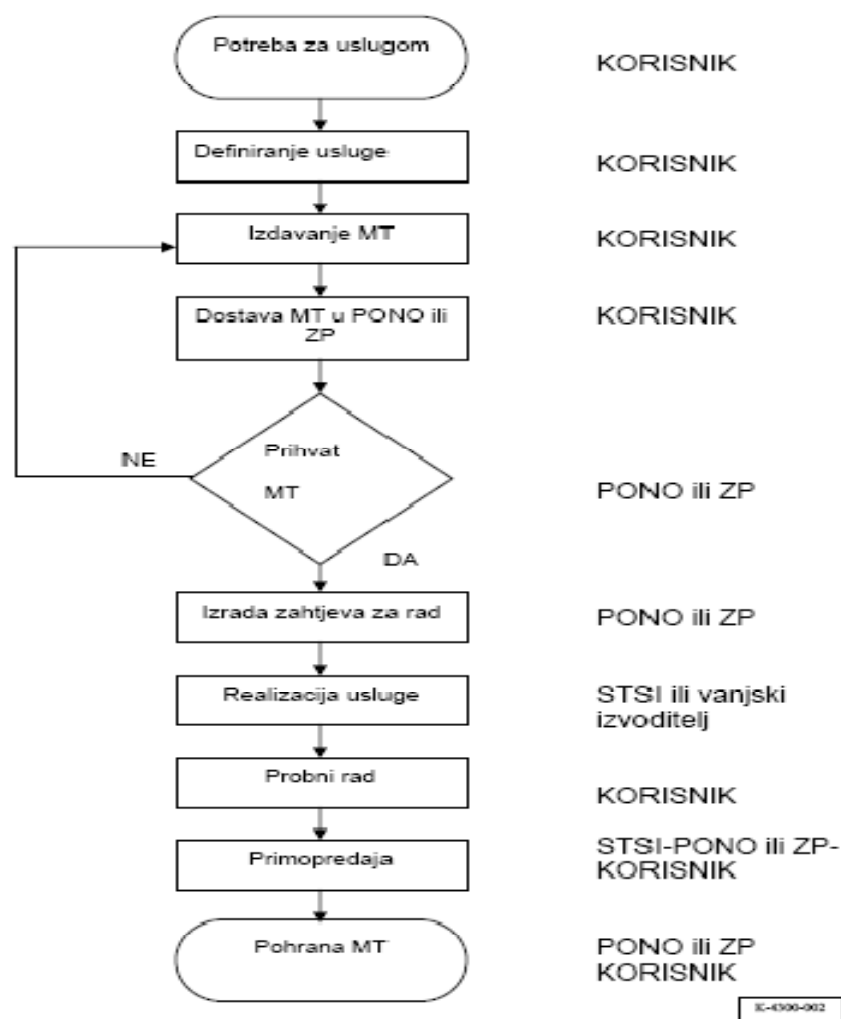 Potreba za uslugom
KORISNIK
Definiranje usluge
KORISNIK
Izdavanje MT
KORISNIK
Dostava MT u PONO ili
ZP
KORISNIK
NE
Prihvat
MT
PONO ili ZP
DA
Izrada zahtjeva za rad
PONO ili ZP
Realizacija usluge
STSI ili vanjski
izvoditelj
Probni rad
KORISNIK
Primopredaja
STSI-PONO ili ZP-
KORISNIK
Pohrana MT
PONO ili ZP
KORISNIK
K-4300-002